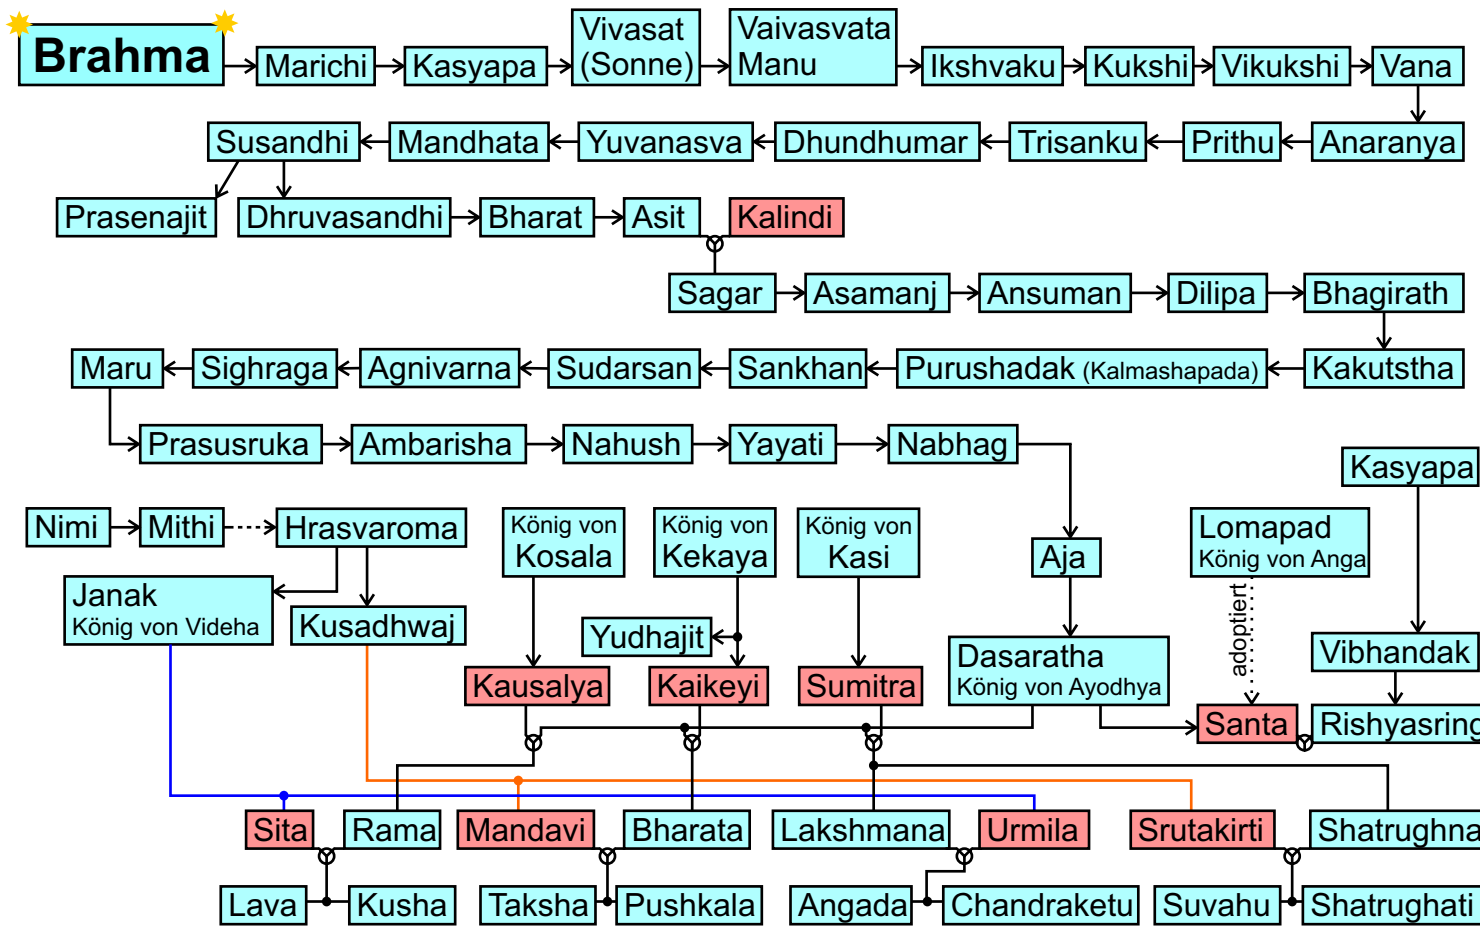 Brahma
Marichi
Kasyapa
Vivasat
(Sonne)
Vaivasvata
Manu
Ikshvaku
Kukshi
Vikukshi
Vana
Susandhi
Mandhata
Yuvanasva
Dhundhumar
Trisanku
Prithu
Anaranya
Prasenajit
Dhruvasandhi
Bharat
Asit
Kalindi
Sagar
Asamanj
Ansuman
Dilipa
Bhagirath
Maru
Sighraga
Agnivarna
Sudarsan
Sankhan
Purushadak (Kalmashapada)
Kakutstha
Prasusruka
Ambarisha
Nahush
Yayati
Nabhag
Kasyapa
Nimi
Mithi
Hrasvaroma
König von
Kosala
König von
Kekaya
König von
Kasi
Aja
Lomapad
König von Anga
Janak
König von Videha
Kusadhwaj
Yudhajit
Dasaratha
König von Ayodhya
adoptiert
Vibhandak
Kausalya
Kaikeyi
Sumitra
Santa
Rishyasring
Sita
Rama
Mandavi
Bharata
Lakshmana
Urmila
Srutakirti
Shatrughna
Lava
Kusha
Taksha
Pushkala
Angada
Chandraketu
Suvahu
Shatrughati